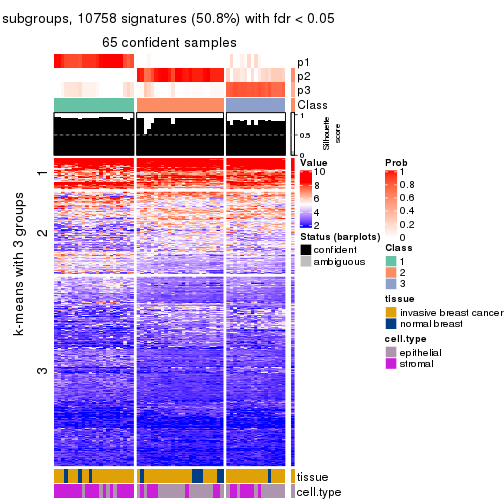 subgroups, 10758 signatures (50.8%) with fdr < 0.05
65 confident samples
p1
p2
p3
Class
1
0.5
0
Silhouette
score
k-means with 3 groups
1
2
3
Value
10
8
6
4
2
Status (barplots)
confident
ambiguous
Prob
1
0.8
0.6
0.4
0.2
0
Class
1
2
3
tissue
invasive breast cancer
normal breast
cell.type
epithelial
stromal
tissue
cell.type